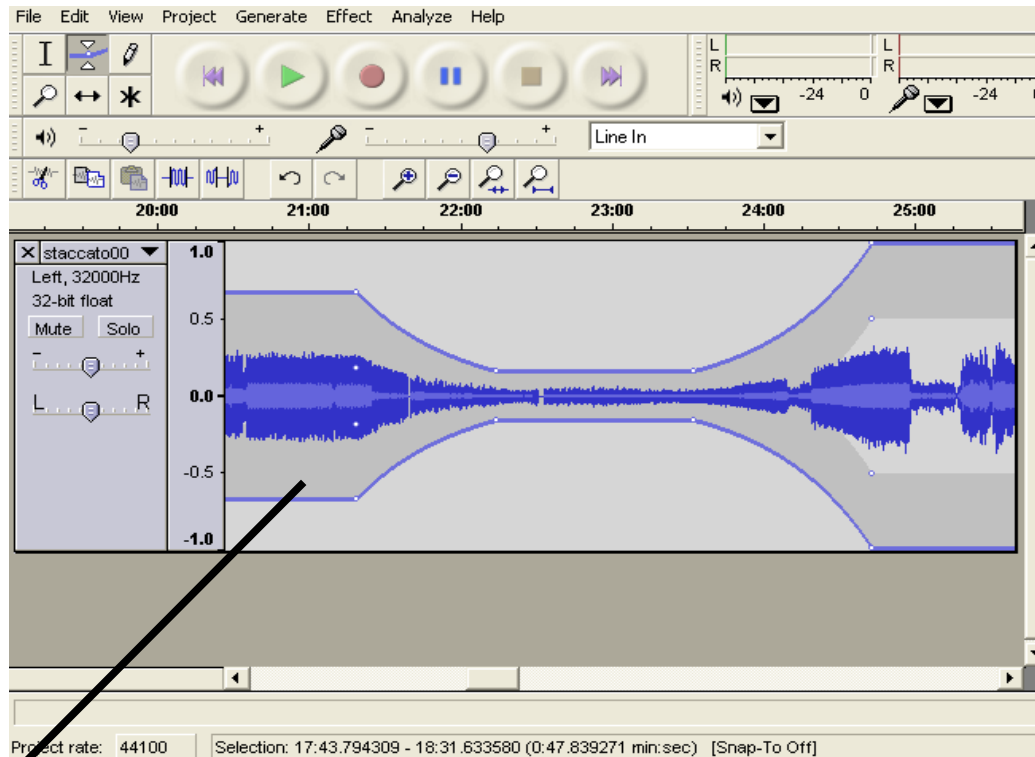 File Edit View Project Generate Effect Analyze Help
L
R
-24 0
L
R
-24 0
- +
- +
Line In
20:00 21:00 22:00 23:00 24:00 25:00
staccato00
Left, 32000Hz
32-bit float
Mute Solo
- +
L R
1.0
0.5
0.0
-0.5
-1.0
Project rate: 44100 Selection: 17:43.794309 - 18:31.633580 (0:47.839271 min:sec) [Snap-To Off]